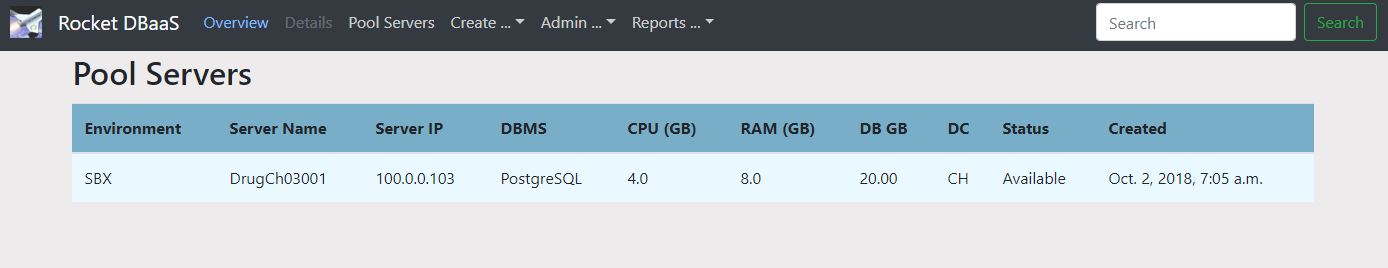 Rocket DBaaS Overview Details Pool Servers Create ... Admin ... Reports ... Search Search
Pool Servers
Environment Server Name Server IP DBMS CPU (GB) RAM (GB) DB GB DC Status Created
SBX DrugCh03001 100.0.0.103 PostgreSQL 4.0 8.0 20.00 CH Available Oct. 2, 2018, 7:05 a.m.